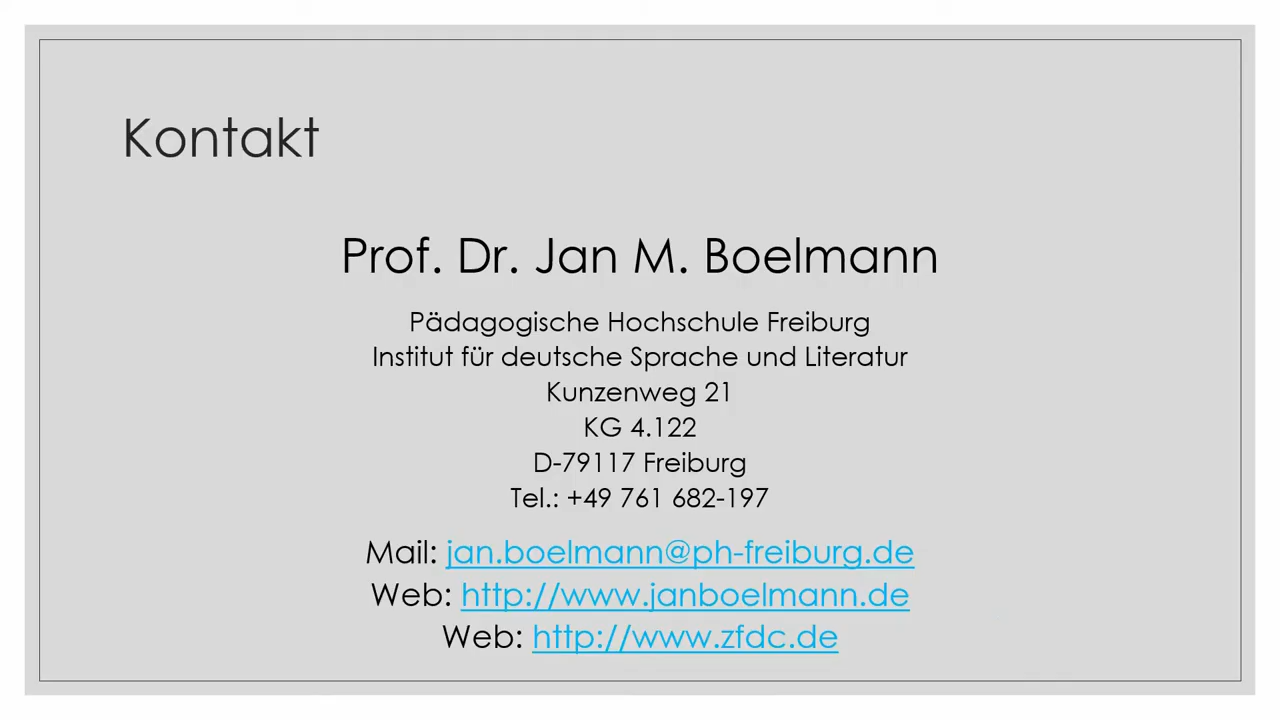 Kontakt
Prof. Dr. Jan M. Boelmann
Pädagogische Hochschule Freiburg
Institut für deutsche Sprache und Literatur
Kunzenweg 21
KG 4.122
D-79117 Freiburg
Tel.: +49 761 682-197
Mail: jan.boelmann@ph-freiburg.de
Web: http://www.janboelmann.de
Web: http://www.zfdc.de